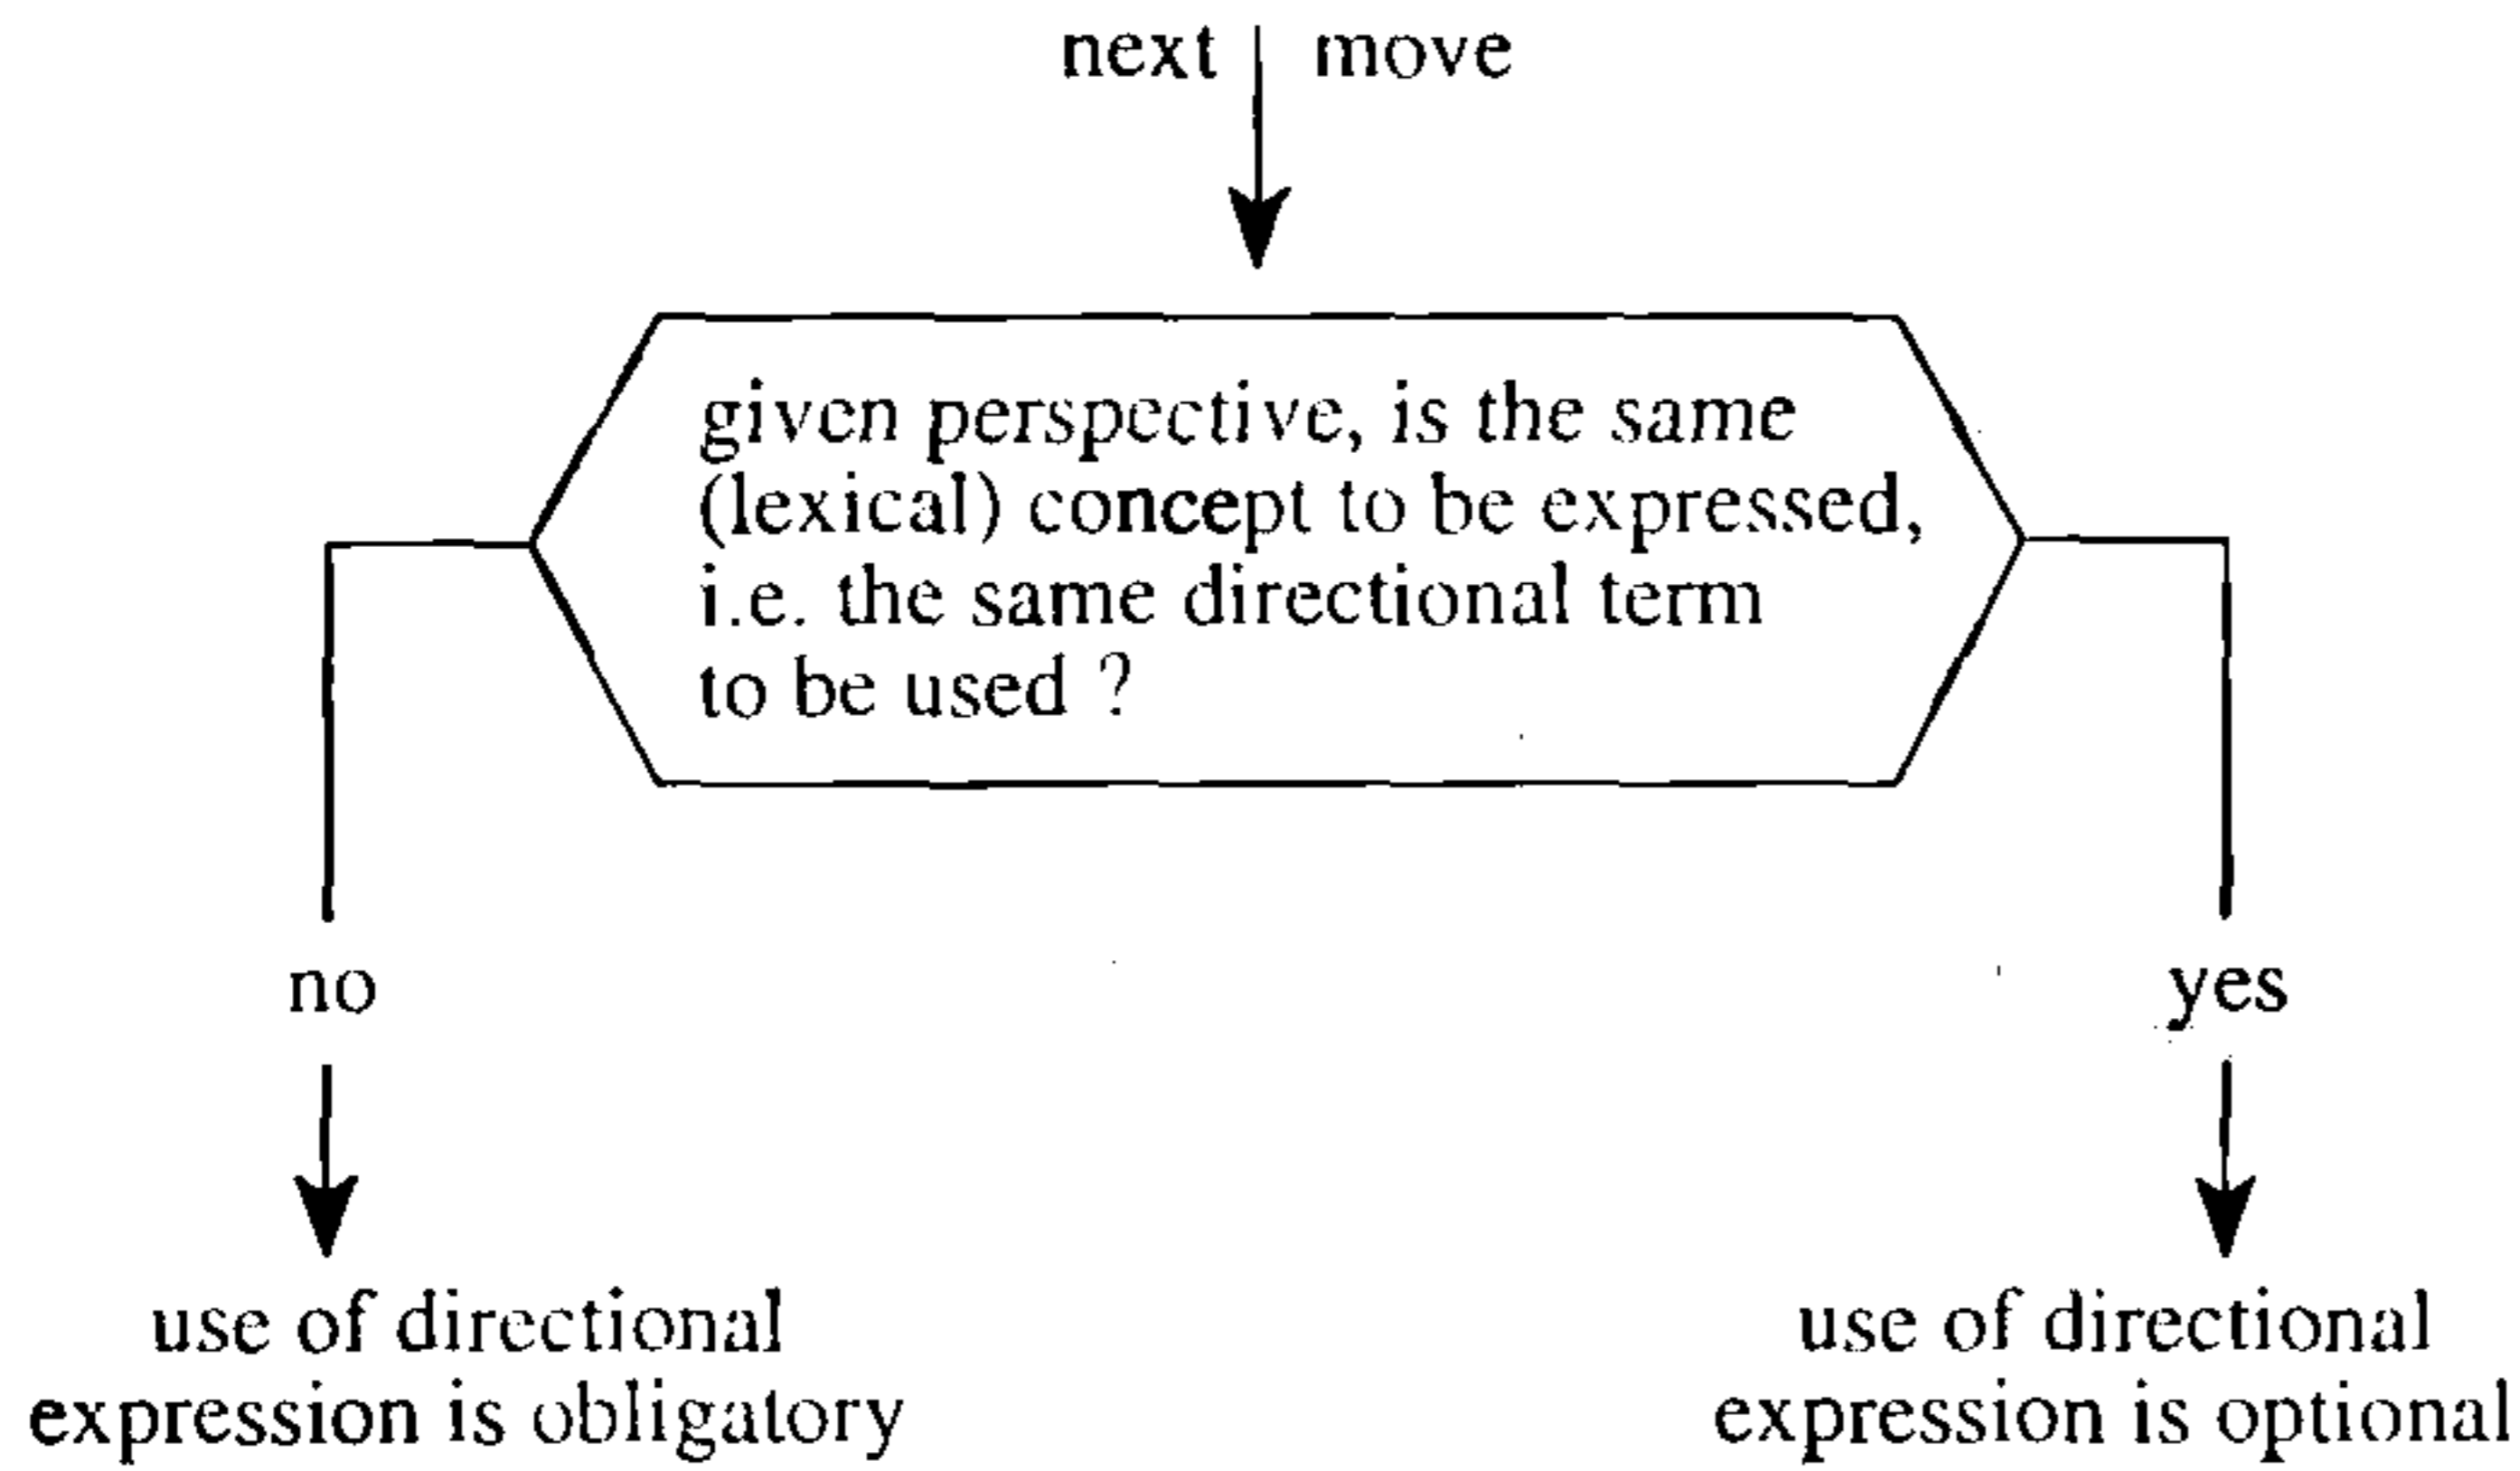 next move
given perspective, is the same
(lexical) concept to be expressed,
i.e. the same directional term
to be used ?
no
yes
use of directional
expression is obligatory
use of directional
expression is optional